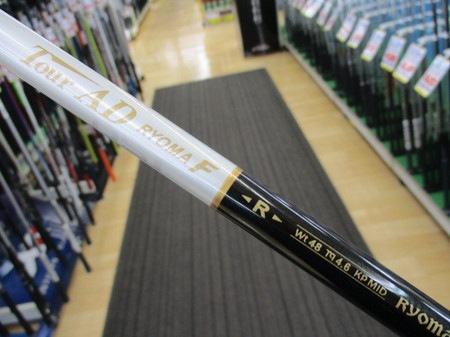 Tour AD RYOMA F
◄R► Wt 48 TQ 4.6 KP MID Ryoma